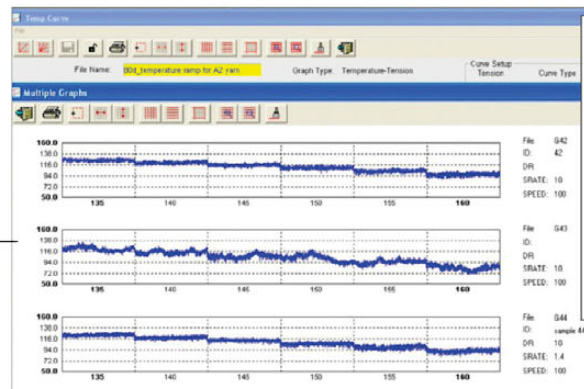 Temp Curve
File
File Name: 80d_temperature ramp for A2 yarn Graph Type: Temperature-Tension Curve Setup
Tension Curve Type
Multiple Graphs
160.0
138.0
116.0
94.0
72.0
50.0
135 140 145 150 155 160
File G42
ID: 42
DR
SRATE: 10
SPEED: 100
160.0
138.0
116.0
94.0
72.0
50.0
135 140 145 150 155 160
File G43
ID:
DR
SRATE: 10
SPEED: 100
160.0
138.0
116.0
94.0
72.0
50.0
135 140 145 150 155 160
File G44
ID: sample 44
DR 10
SRATE: 1.4
SPEED: 100